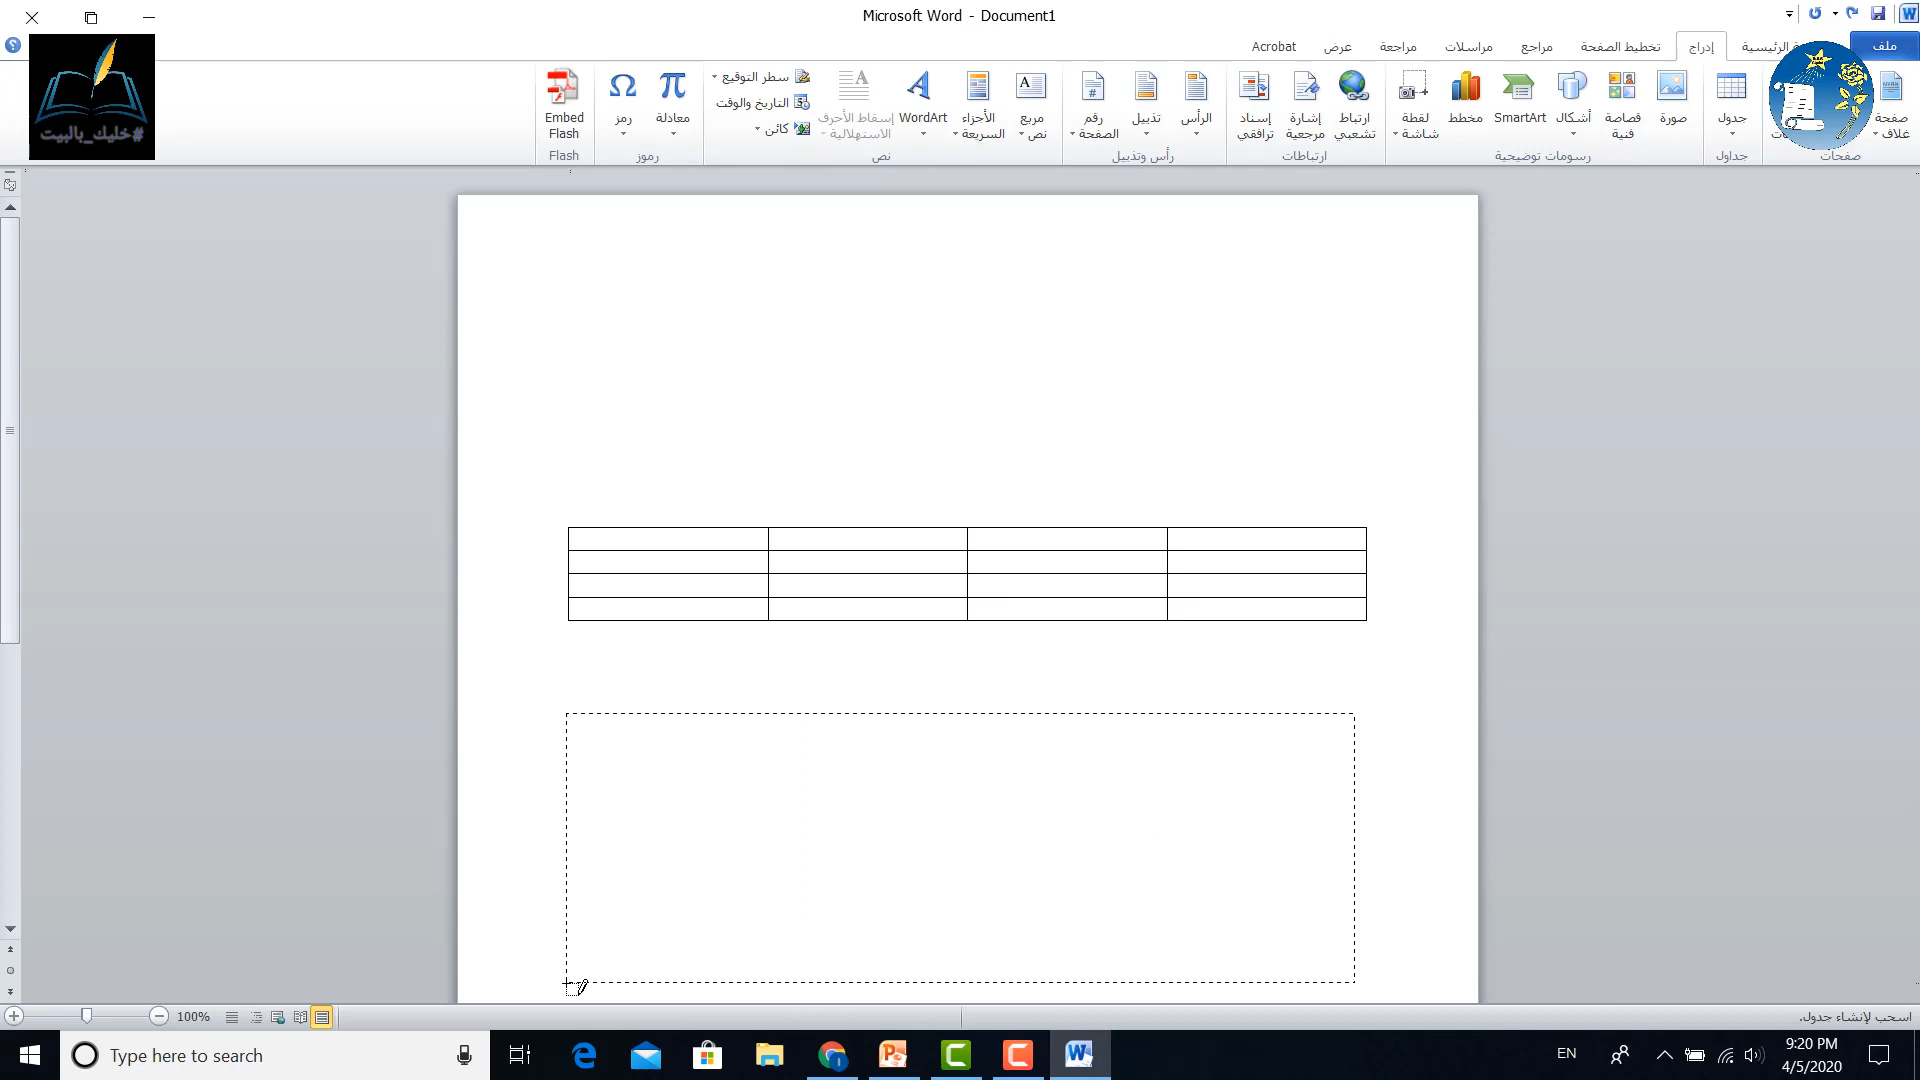 Microsoft Word - Document1
ملف
الرئيسية
إدراج
تخطيط الصفحة
مراجع
مراسلات
مراجعة
عرض
Acrobat
صفحة
غلاف
صفحات
جدول
جداول
صورة
قصاصة
فنية
أشكال
SmartArt
مخطط
لقطة
شاشة
رسومات توضيحية
ارتباط
تشعبي
إشارة
مرجعية
إسناد
ترافقي
ارتباطات
الرأس
تذييل
رقم
الصفحة
رأس وتذييل
مربع
نص
الأجزاء
السريعة
WordArt
إسقاط الأحرف
الاستهلالية
سطر التوقيع
التاريخ والوقت
كائن
نص
معادلة
رمز
رموز
Embed
Flash
Flash
#خليك_بالبيت
100%
اسحب لإنشاء جدول.
Type here to search
EN
9:20 PM
4/5/2020